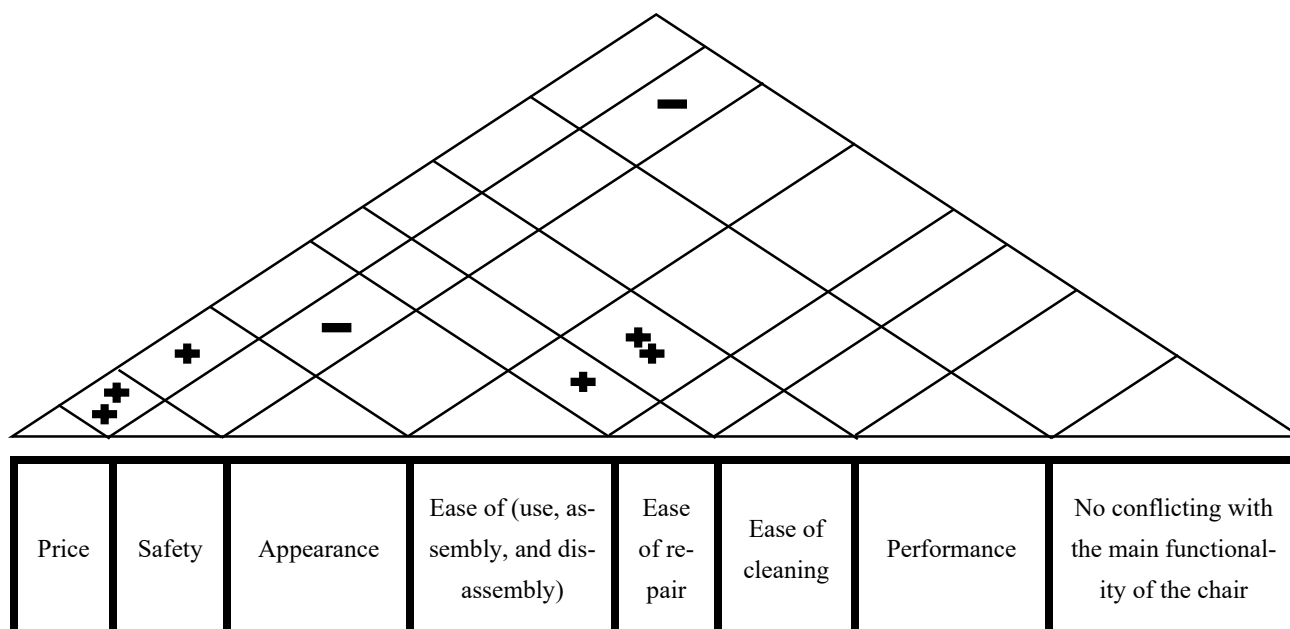 Price
Safety
Appearance
Ease of (use, as-
sembly, and dis-
assembly)
Ease
of re-
pair
Ease of
cleaning
Performance
No conflicting with
the main functional-
ity of the chair